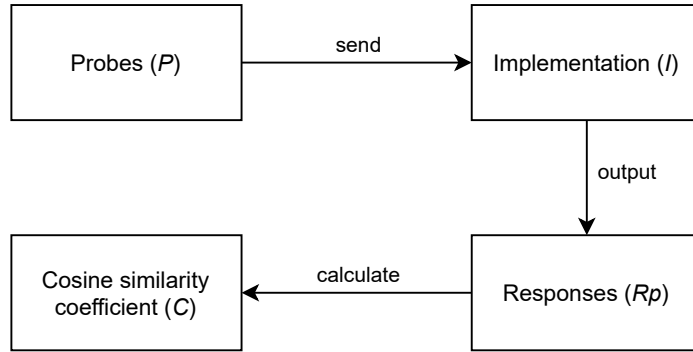 Probes (P)
send
Implementation (I)
output
Responses (Rp)
calculate
Cosine similarity
coefficient (C)